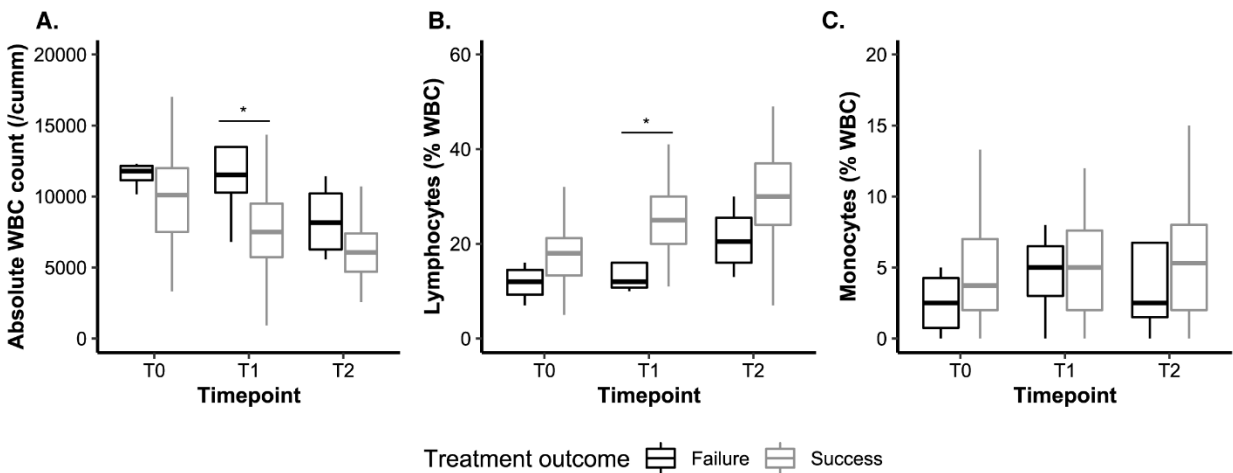 A.
Absolute WBC count (/cumm)
20000
15000
10000
5000
0
*
T0 T1 T2
Timepoint
B.
Lymphocytes (% WBC)
60
40
20
0
*
T0 T1 T2
Timepoint
C.
Monocytes (% WBC)
20
15
10
5
0
T0 T1 T2
Timepoint
Treatment outcome Failure Success